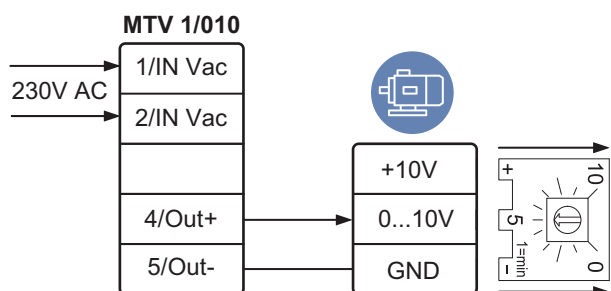 MTV 1/010
230V AC
1/IN Vac
2/IN Vac
4/Out+
5/Out-
+10V
0...10V
GND
+
5
-
1=min
10
0